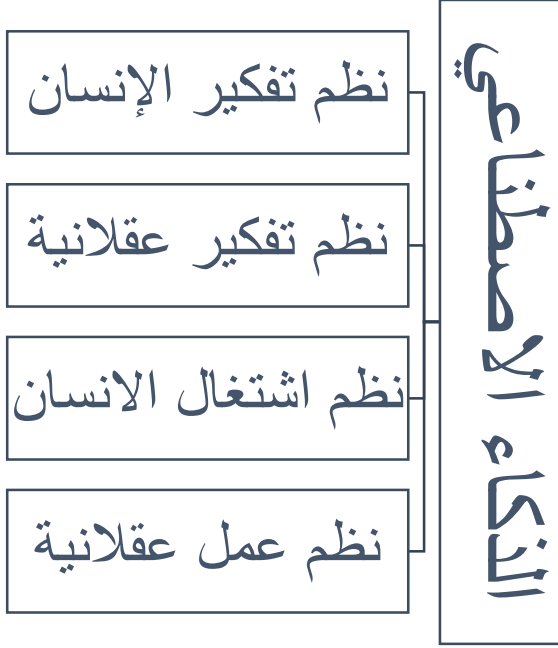 الذكاء الاصطناعي
نظم تفكير الإنسان
نظم تفكير عقلانية
نظم اشتغال الانسان
نظم عمل عقلانية